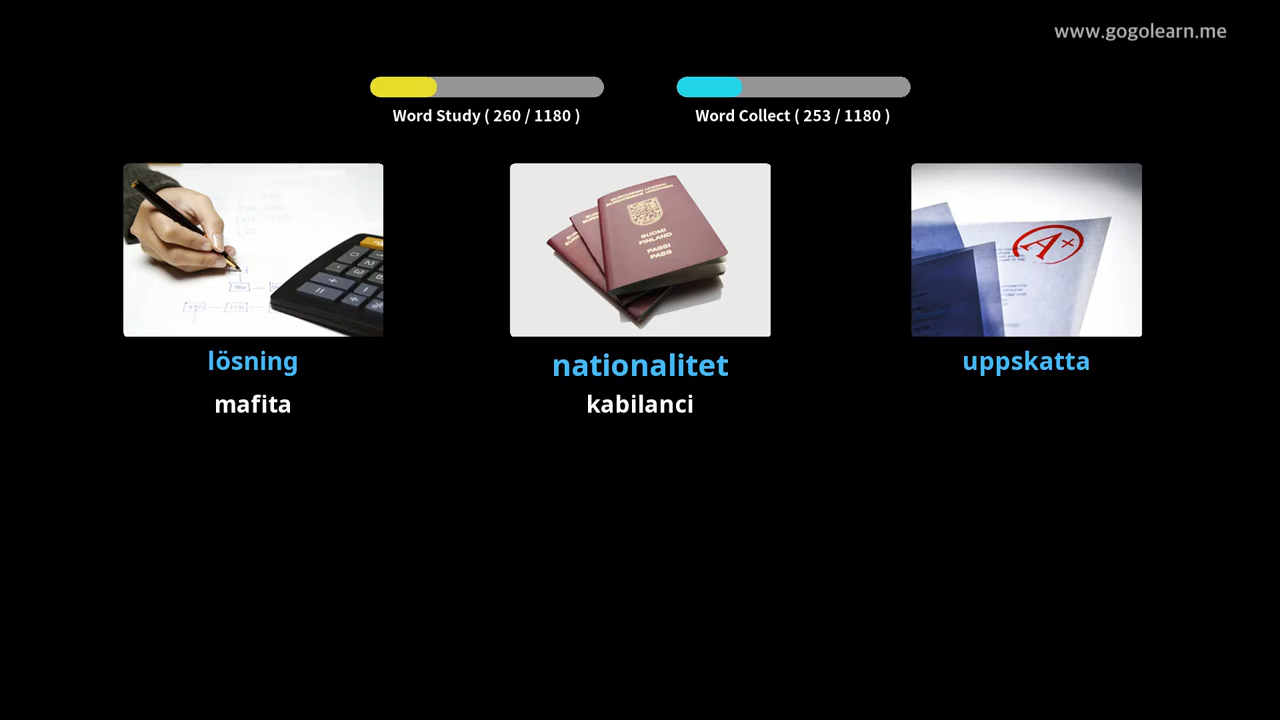 www.gogolearn.me
Word Study ( 260 / 1180 )
Word Collect ( 253 / 1180 )
SUOMI
FINLAND
PASSI
PASS
A+
lösning
nationalitet
uppskatta
mafita
kabilanci